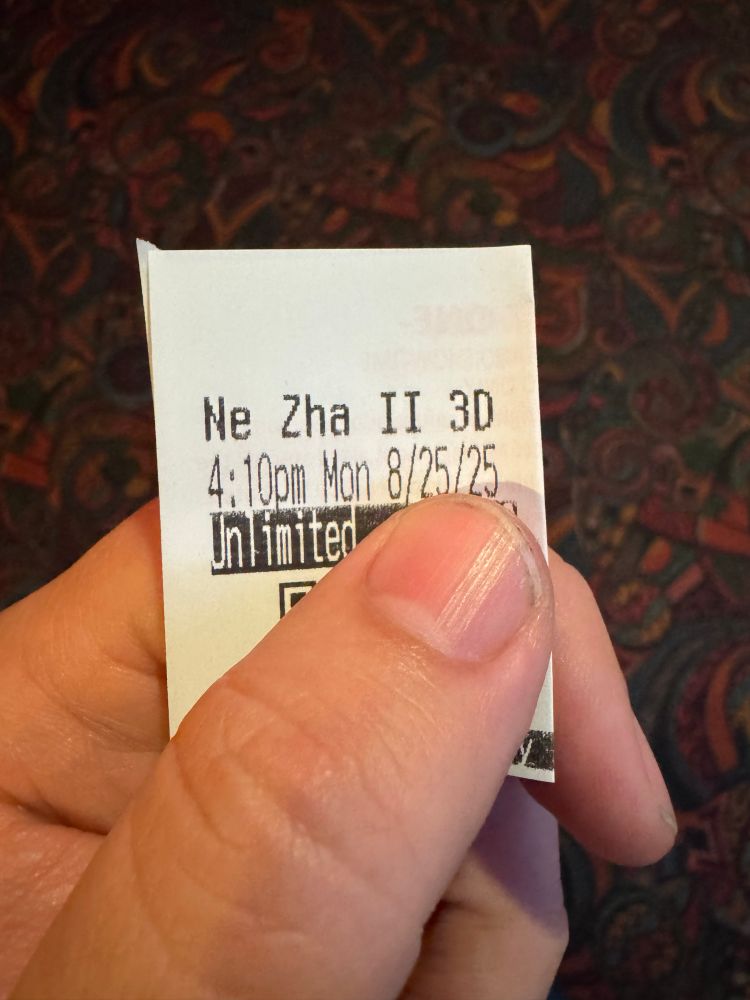 Ne Zha II 3D
4:10pm Mon 8/25/25
Unlimited